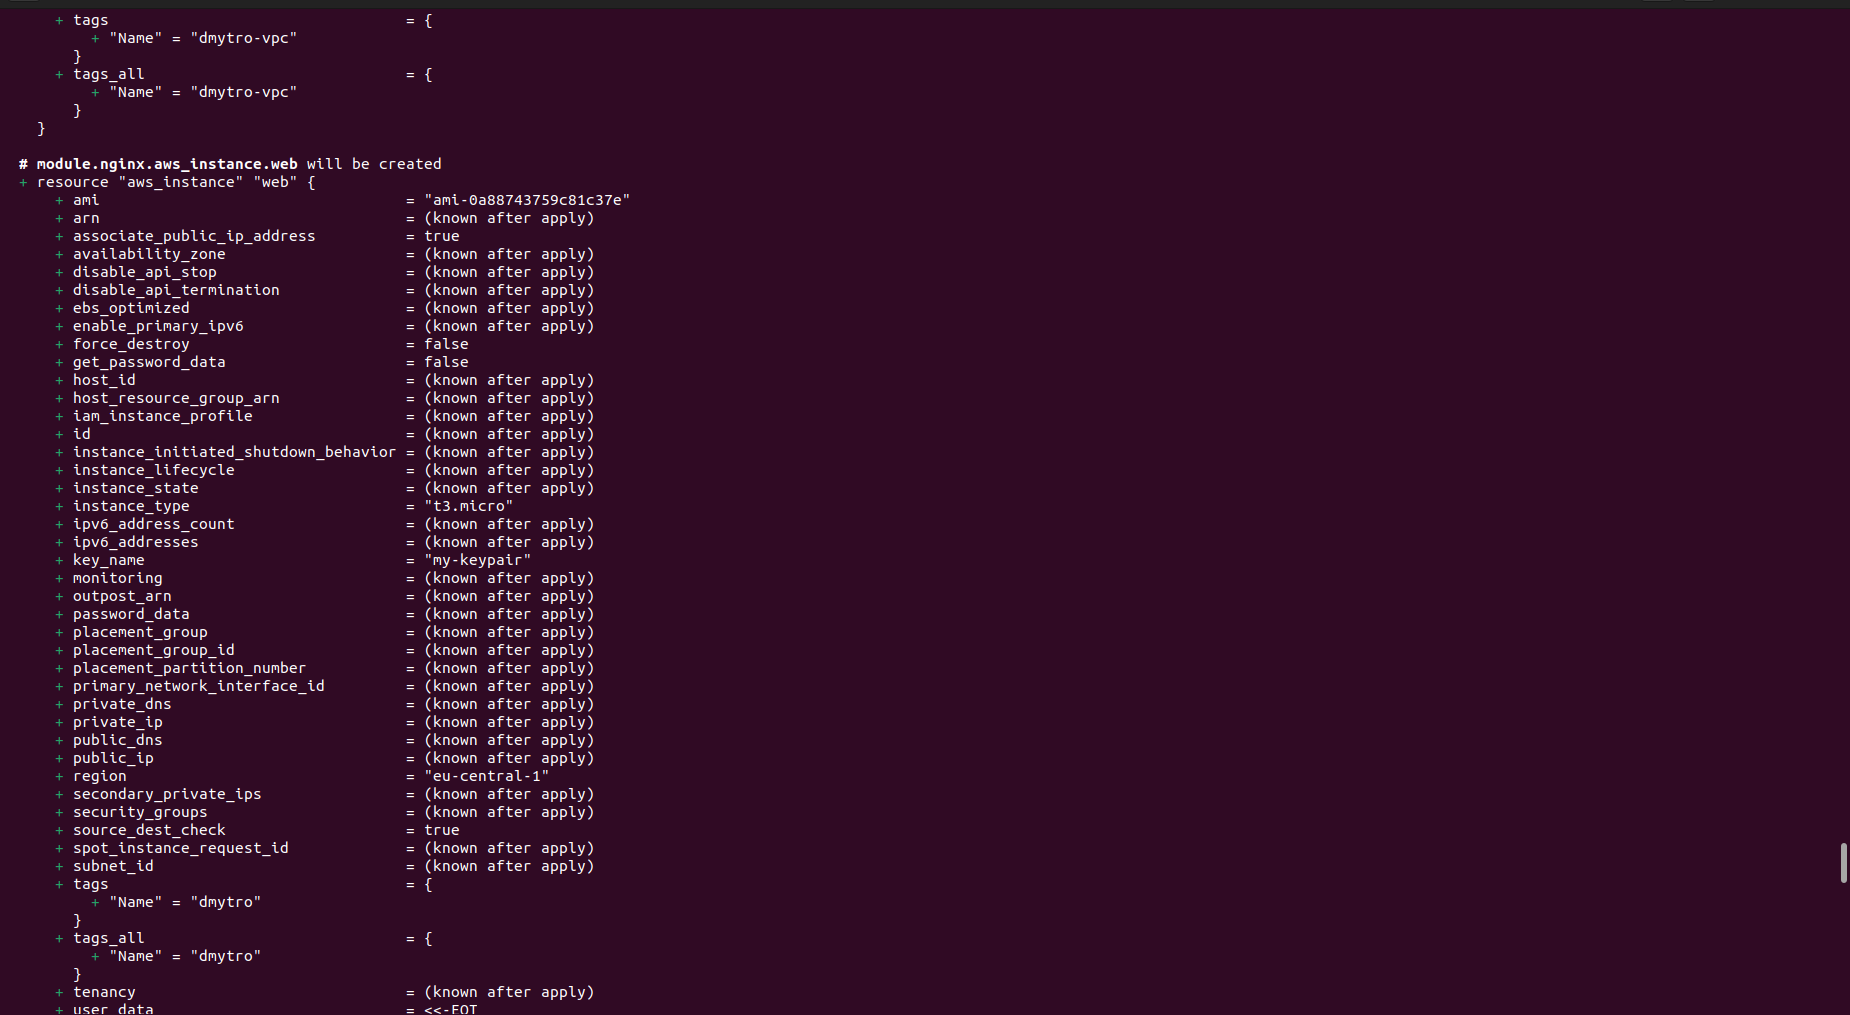 + tags = {
+ "Name" = "dmytro-vpc"
}
+ tags_all = {
+ "Name" = "dmytro-vpc"
}
}
# module.nginx.aws_instance.web will be created
+ resource "aws_instance" "web" {
+ ami = "ami-0a88743759c81c37e"
+ arn = (known after apply)
+ associate_public_ip_address = true
+ availability_zone = (known after apply)
+ disable_api_stop = (known after apply)
+ disable_api_termination = (known after apply)
+ ebs_optimized = (known after apply)
+ enable_primary_ipv6 = (known after apply)
+ force_destroy = false
+ get_password_data = false
+ host_id = (known after apply)
+ host_resource_group_arn = (known after apply)
+ iam_instance_profile = (known after apply)
+ id = (known after apply)
+ instance_initiated_shutdown_behavior = (known after apply)
+ instance_lifecycle = (known after apply)
+ instance_state = (known after apply)
+ instance_type = "t3.micro"
+ ipv6_address_count = (known after apply)
+ ipv6_addresses = (known after apply)
+ key_name = "my-keypair"
+ monitoring = (known after apply)
+ outpost_arn = (known after apply)
+ password_data = (known after apply)
+ placement_group = (known after apply)
+ placement_group_id = (known after apply)
+ placement_partition_number = (known after apply)
+ primary_network_interface_id = (known after apply)
+ private_dns = (known after apply)
+ private_ip = (known after apply)
+ public_dns = (known after apply)
+ public_ip = (known after apply)
+ region = "eu-central-1"
+ secondary_private_ips = (known after apply)
+ security_groups = (known after apply)
+ source_dest_check = true
+ spot_instance_request_id = (known after apply)
+ subnet_id = (known after apply)
+ tags = {
+ "Name" = "dmytro"
}
+ tags_all = {
+ "Name" = "dmytro"
}
+ tenancy = (known after apply)
+ user_data = <<-EOT